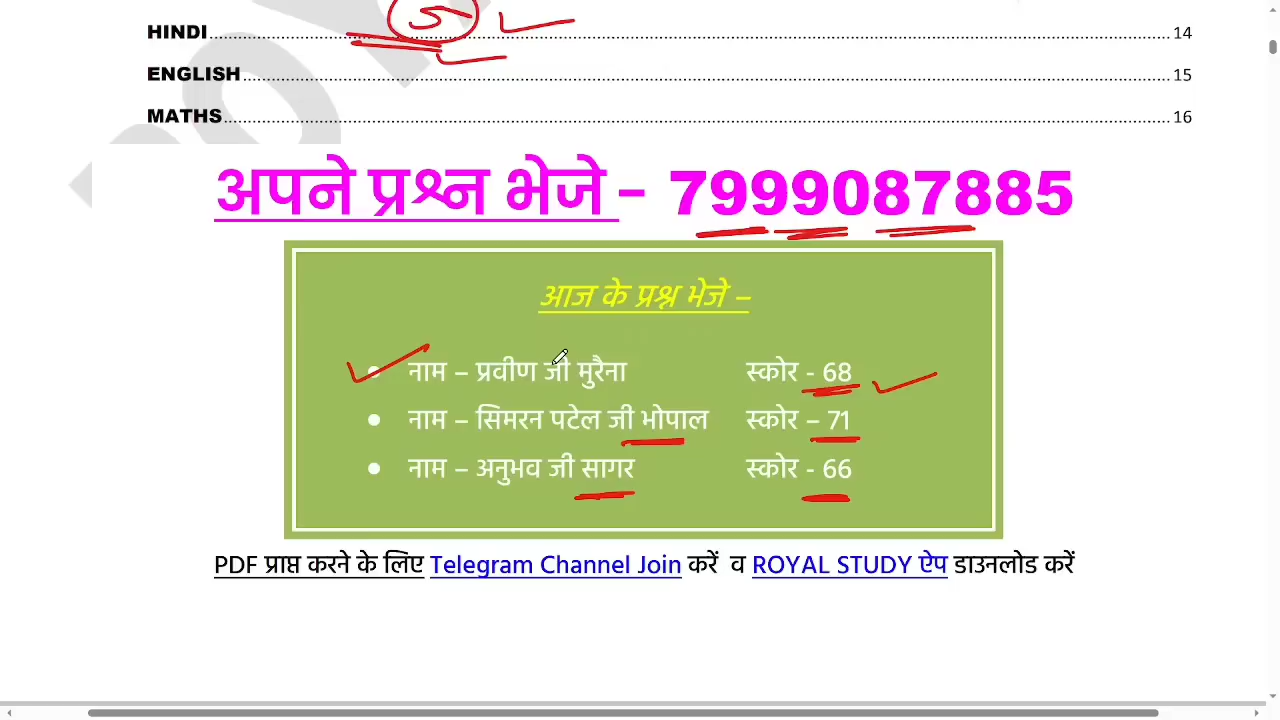 5
HINDI 14
ENGLISH 15
MATHS 16
अपने प्रश्न भेजे - 7999087885
आज के प्रश्न भेजे –
• नाम – प्रवीण जी मुरैना स्कोर - 68
• नाम – सिमरन पटेल जी भोपाल स्कोर – 71
• नाम – अनुभव जी सागर स्कोर - 66
PDF प्राप्त करने के लिए Telegram Channel Join करें व ROYAL STUDY ऐप डाउनलोड करें